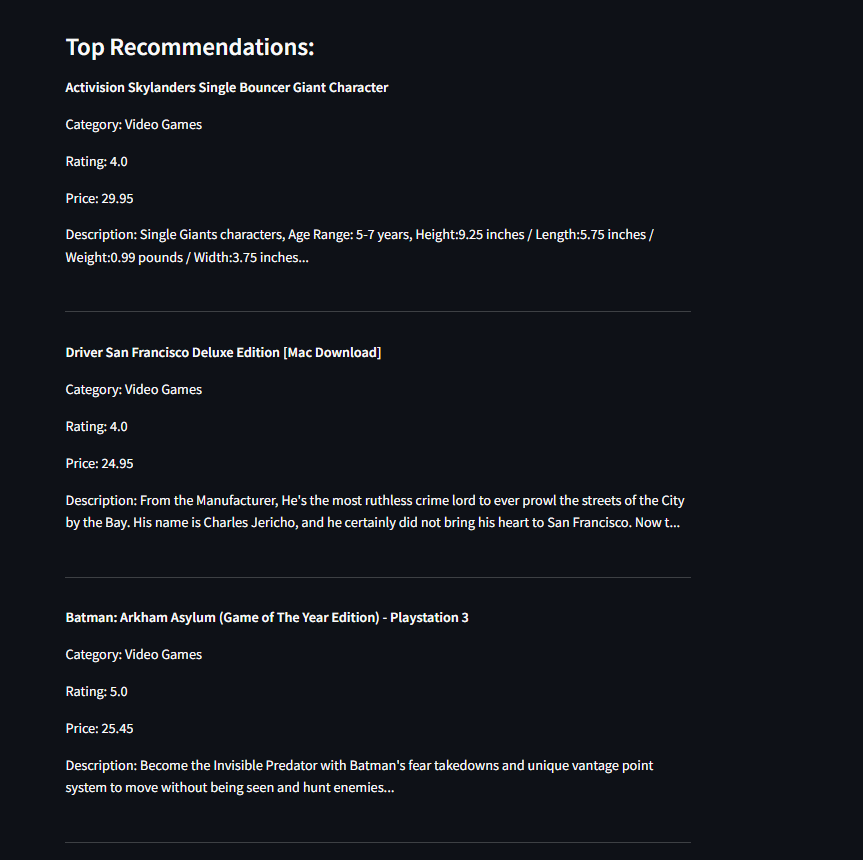 Top Recommendations:
Activision Skylanders Single Bouncer Giant Character
Category: Video Games
Rating: 4.0
Price: 29.95
Description: Single Giants characters, Age Range: 5-7 years, Height:9.25 inches / Length:5.75 inches /
Weight:0.99 pounds / Width:3.75 inches...
Driver San Francisco Deluxe Edition [Mac Download]
Category: Video Games
Rating: 4.0
Price: 24.95
Description: From the Manufacturer, He's the most ruthless crime lord to ever prowl the streets of the City
by the Bay. His name is Charles Jericho, and he certainly did not bring his heart to San Francisco. Now t...
Batman: Arkham Asylum (Game of The Year Edition) - Playstation 3
Category: Video Games
Rating: 5.0
Price: 25.45
Description: Become the Invisible Predator with Batman's fear takedowns and unique vantage point
system to move without being seen and hunt enemies...